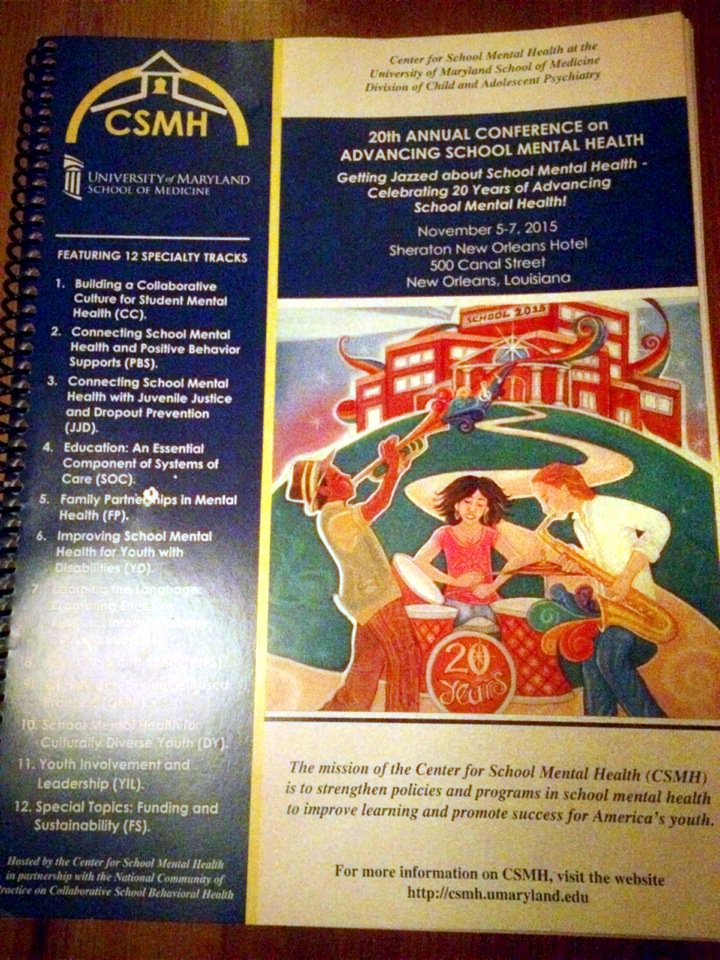 CSMH
UNIVERSITY of MARYLAND
SCHOOL OF MEDICINE
FEATURING 12 SPECIALTY TRACKS
1. Building a Collaborative
Culture for Student Mental
Health (CC).
2. Connecting School Mental
Health and Positive Behavior
Supports (PBS).
3. Connecting School Mental
Health with Juvenile Justice
and Dropout Prevention
(JJD).
4. Education: An Essential
Component of Systems of
Care (SOC).
5. Family Partnerships in Mental
Health (FP).
6. Improving School Mental
Health for Youth with
Disabilities (YD).
7. Learning the Language:
Promoting Effective
8.
9.
10. School Mental Health for
Culturally Diverse Youth (DY).
11. Youth Involvement and
Leadership (YIL).
12. Special Topics: Funding and
Sustainability (FS).
Hosted by the Center for School Mental Health
in partnership with the National Community of
Practice on Collaborative School Behavioral Health
Center for School Mental Health at the
University of Maryland School of Medicine
Division of Child and Adolescent Psychiatry
20th ANNUAL CONFERENCE on
ADVANCING SCHOOL MENTAL HEALTH
Getting Jazzed about School Mental Health -
Celebrating 20 Years of Advancing
School Mental Health!
November 5-7, 2015
Sheraton New Orleans Hotel
500 Canal Street
New Orleans, Louisiana
SCHOOL 2015
20
Years
The mission of the Center for School Mental Health (CSMH)
is to strengthen policies and programs in school mental health
to improve learning and promote success for America's youth.
For more information on CSMH, visit the website
http://csmh.umaryland.edu